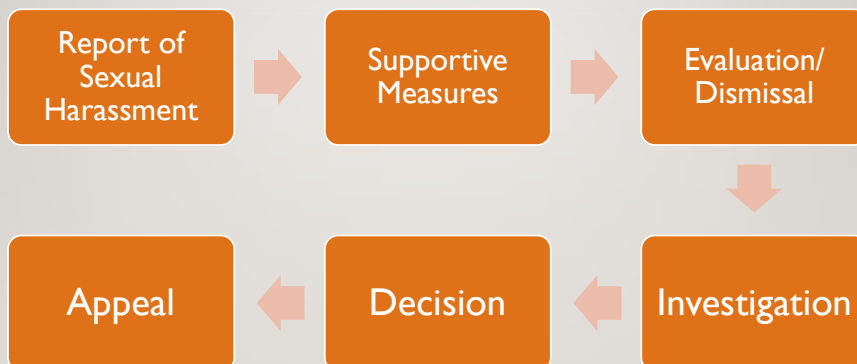 Report of
Sexual
Harassment
Supportive
Measures
Evaluation/
Dismissal
Investigation
Decision
Appeal